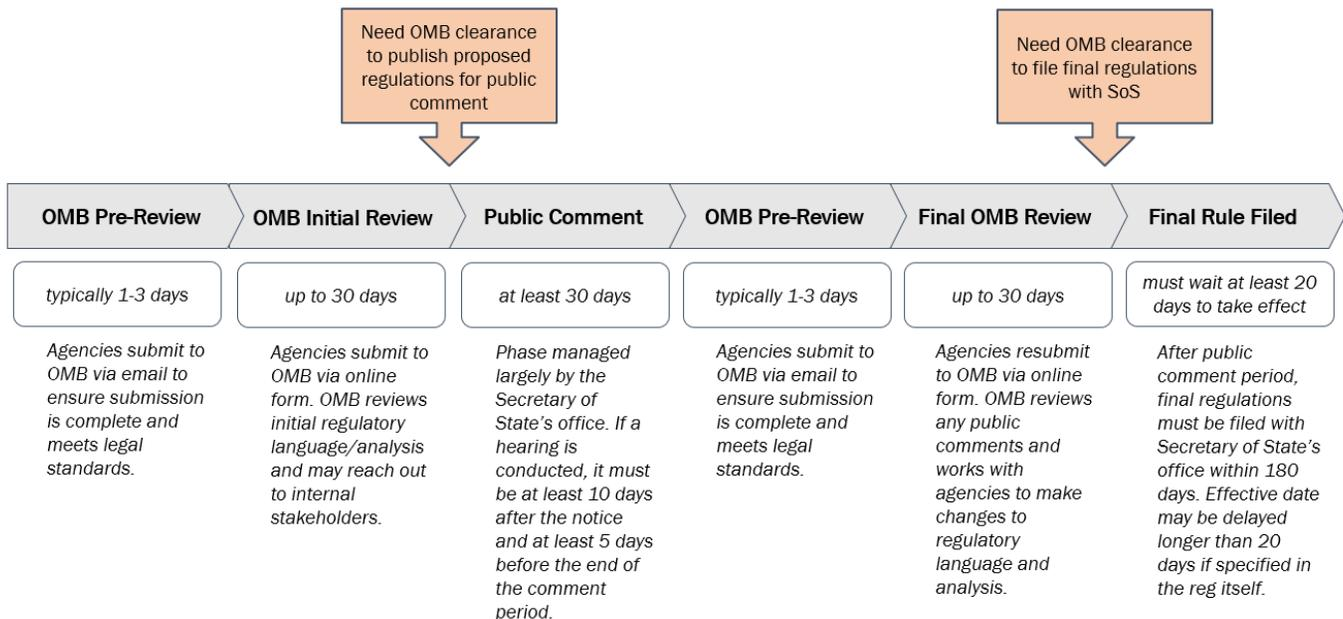 Need OMB clearance
to publish proposed
regulations for public
comment
Need OMB clearance
to file final regulations
with SoS
OMB Pre-Review
OMB Initial Review
Public Comment
OMB Pre-Review
Final OMB Review
Final Rule Filed
typically 1-3 days
up to 30 days
at least 30 days
typically 1-3 days
up to 30 days
must wait at least 20
days to take effect
Agencies submit to
OMB via email to
ensure submission
is complete and
meets legal
standards.
Agencies submit to
OMB via online
form. OMB reviews
initial regulatory
language/analysis
and may reach out
to internal
stakeholders.
Phase managed
largely by the
Secretary of
State's office. If a
hearing is
conducted, it must
be at least 10 days
after the notice
and at least 5 days
before the end of
the comment
period.
Agencies submit to
OMB via email to
ensure submission
is complete and
meets legal
standards.
Agencies resubmit
to OMB via online
form. OMB reviews
any public
comments and
works with
agencies to make
changes to
regulatory
language and
analysis.
After public
comment period,
final regulations
must be filed with
Secretary of State's
office within 180
days. Effective date
may be delayed
longer than 20
days if specified in
the reg itself.